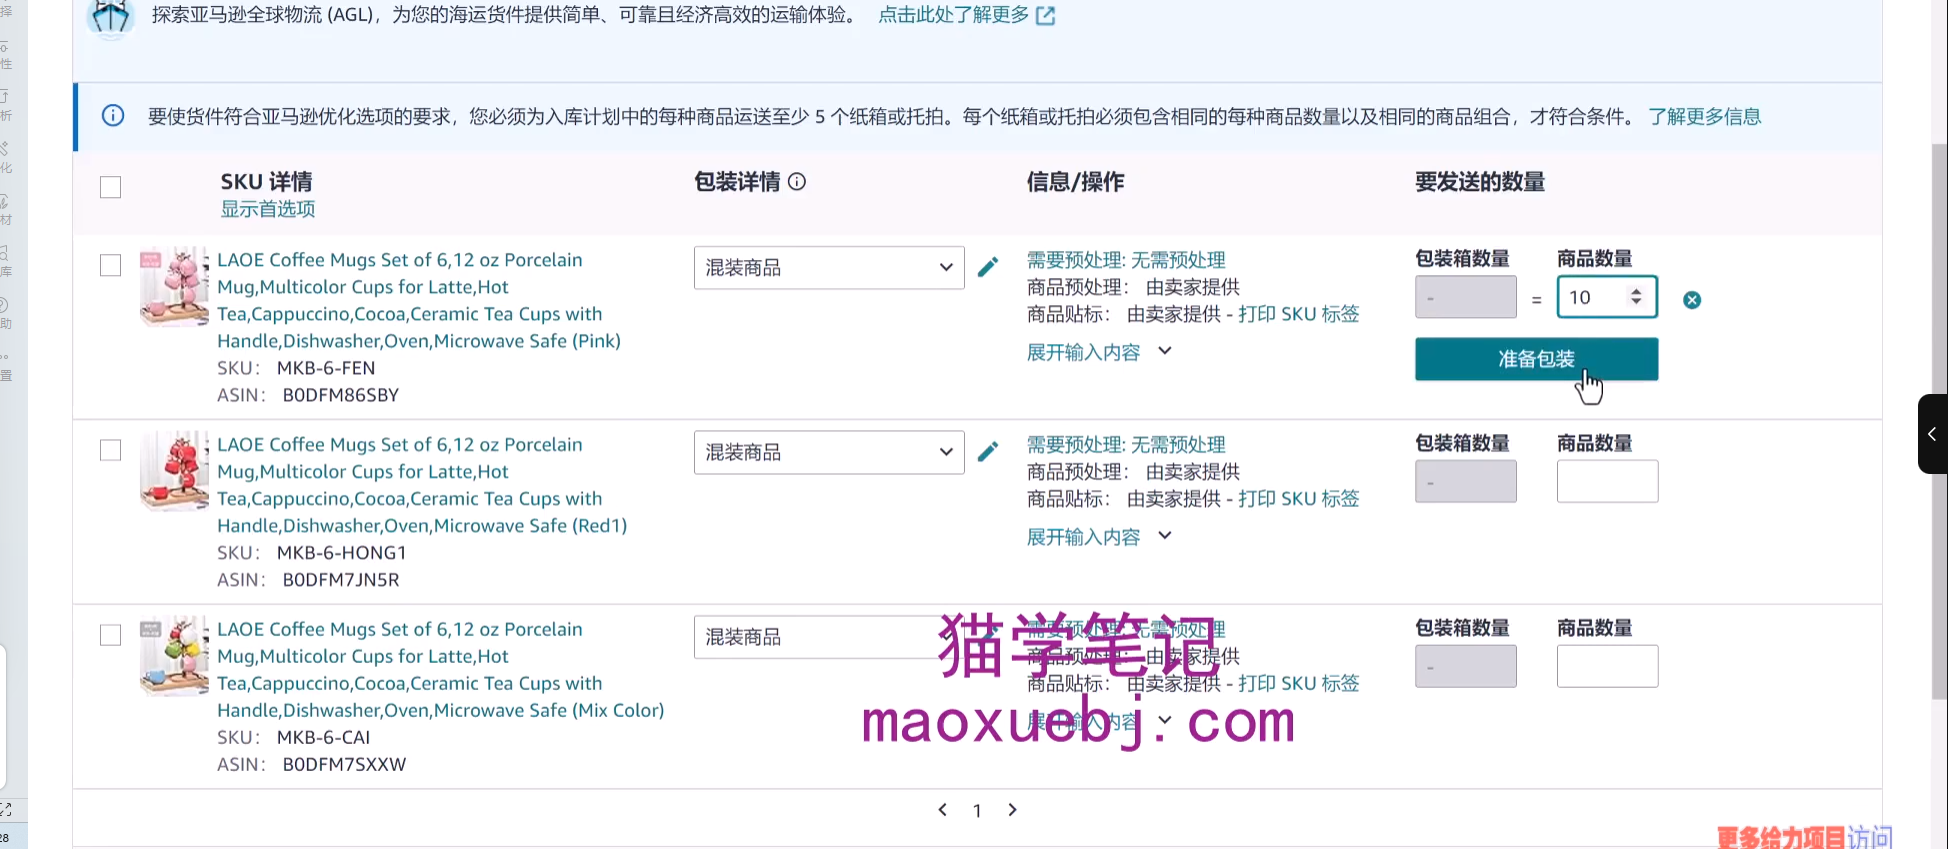 探索亚马逊全球物流 (AGL)，为您的海运货件提供简单、可靠且经济高效的运输体验。 点击此处了解更多
要使货件符合亚马逊优化选项的要求，您必须为入库计划中的每种商品运送至少 5 个纸箱或托拍。每个纸箱或托拍必须包含相同的每种商品数量以及相同的商品组合，才符合条件。 了解更多信息
SKU 详情 包装详情 信息/操作 要发送的数量
显示首选项
LAOE Coffee Mugs Set of 6,12 oz Porcelain
Mug,Multicolor Cups for Latte,Hot
Tea,Cappuccino,Cocoa,Ceramic Tea Cups with
Handle,Dishwasher,Oven,Microwave Safe (Pink)
SKU： MKB-6-FEN
ASIN： B0DFM86SBY
混装商品
需要预处理: 无需预处理
商品预处理： 由卖家提供
商品贴标： 由卖家提供 - 打印 SKU 标签
展开输入内容
包装箱数量 商品数量
- = 10
准备包装
LAOE Coffee Mugs Set of 6,12 oz Porcelain
Mug,Multicolor Cups for Latte,Hot
Tea,Cappuccino,Cocoa,Ceramic Tea Cups with
Handle,Dishwasher,Oven,Microwave Safe (Red1)
SKU： MKB-6-HONG1
ASIN： B0DFM7JN5R
混装商品
需要预处理: 无需预处理
商品预处理： 由卖家提供
商品贴标： 由卖家提供 - 打印 SKU 标签
展开输入内容
包装箱数量 商品数量
-
LAOE Coffee Mugs Set of 6,12 oz Porcelain
Mug,Multicolor Cups for Latte,Hot
Tea,Cappuccino,Cocoa,Ceramic Tea Cups with
Handle,Dishwasher,Oven,Microwave Safe (Mix Color)
SKU： MKB-6-CAI
ASIN： B0DFM7SXXW
混装商品
需要预处理: 无需预处理
商品预处理： 由卖家提供
商品贴标： 由卖家提供 - 打印 SKU 标签
展开输入内容
包装箱数量 商品数量
-
猫学笔记
maoxuebj.com
1
更多给力项目访问
性
析
化
材
库
助
置
28